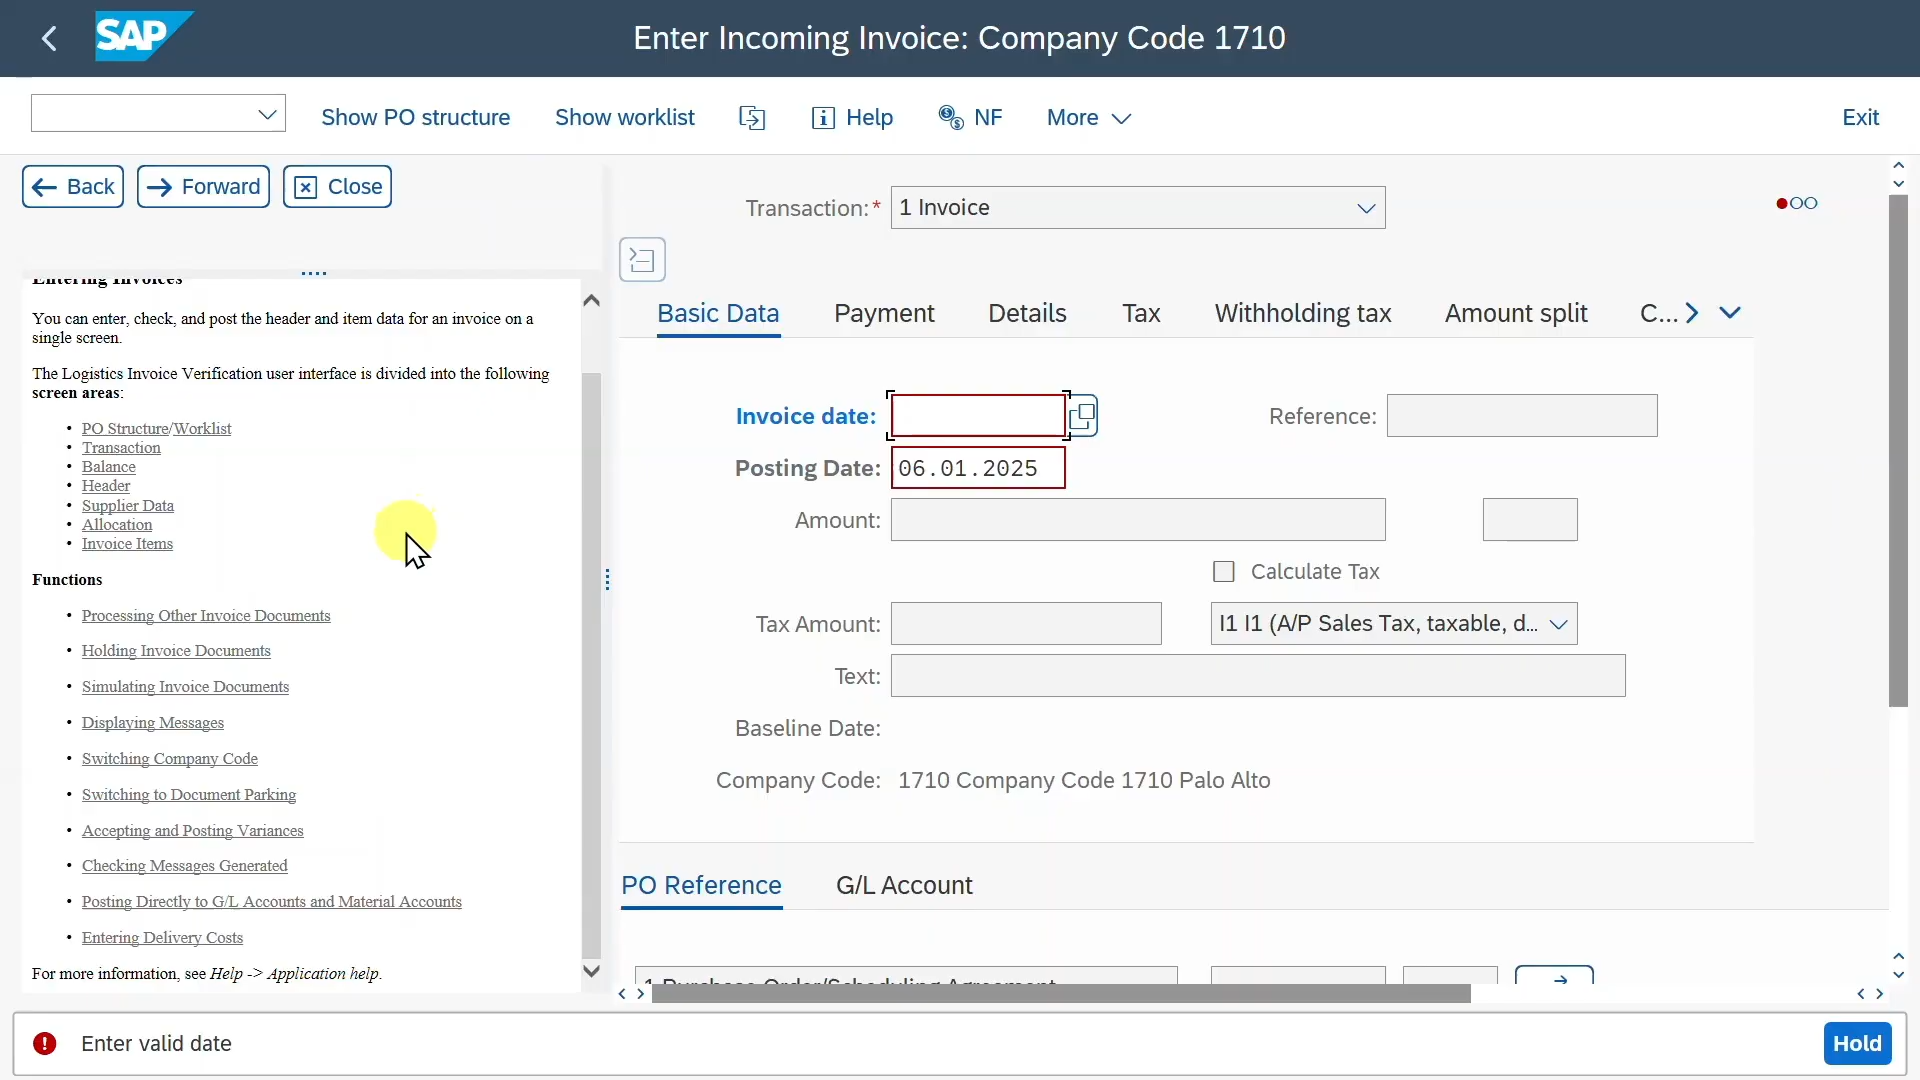 SAP
Enter Incoming Invoice: Company Code 1710
Show PO structure
Show worklist
Help
NF
More
Exit
Back
Forward
Close
Entering Invoices
You can enter, check, and post the header and item data for an invoice on a
single screen.
The Logistics Invoice Verification user interface is divided into the following
screen areas:
• PO Structure/Worklist
• Transaction
• Balance
• Header
• Supplier Data
• Allocation
• Invoice Items
Functions
• Processing Other Invoice Documents
• Holding Invoice Documents
• Simulating Invoice Documents
• Displaying Messages
• Switching Company Code
• Switching to Document Parking
• Accepting and Posting Variances
• Checking Messages Generated
• Posting Directly to G/L Accounts and Material Accounts
• Entering Delivery Costs
For more information, see Help -> Application help.
Transaction:* 1 Invoice
Basic Data
Payment
Details
Tax
Withholding tax
Amount split
C...
Invoice date:
Reference:
Posting Date: 06.01.2025
Amount:
Calculate Tax
Tax Amount:
I1 I1 (A/P Sales Tax, taxable, d...
Text:
Baseline Date:
Company Code: 1710 Company Code 1710 Palo Alto
PO Reference
G/L Account
1 Purchase Order/Scheduling Agreement
Enter valid date
Hold